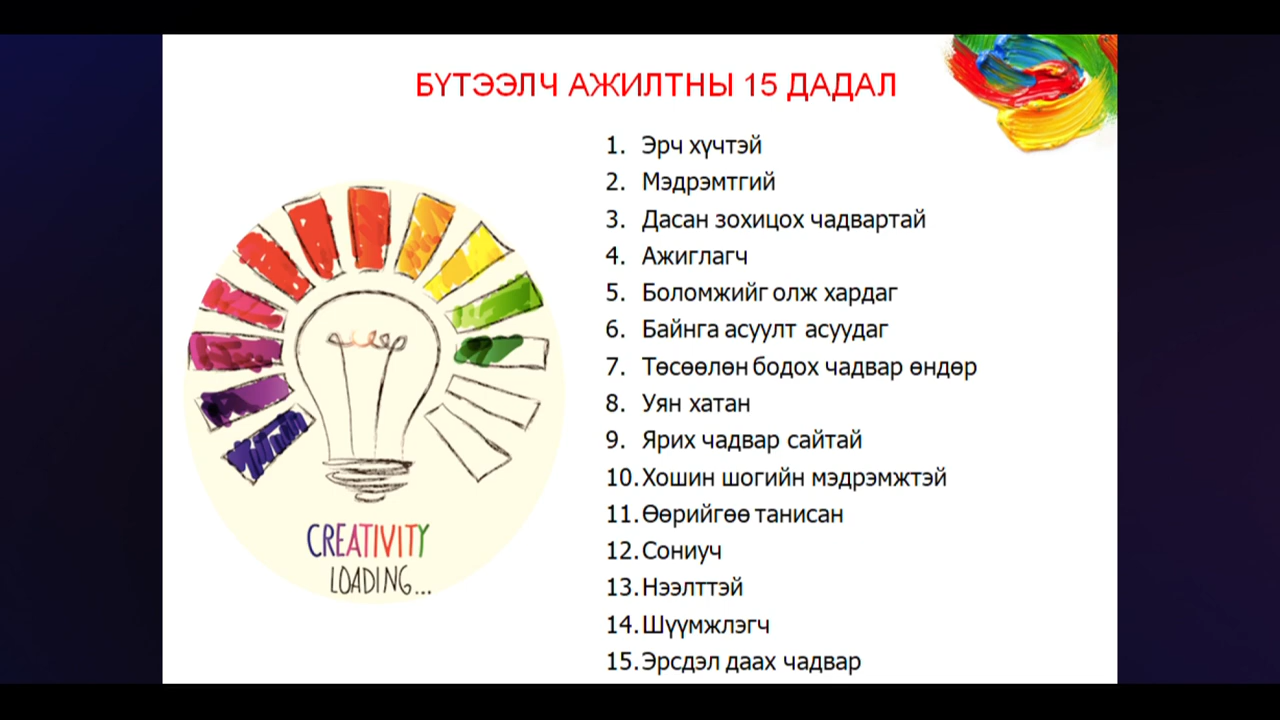 БҮТЭЭЛЧ АЖИЛТНЫ 15 ДАДАЛ
1. Эрч хүчтэй
2. Мэдрэмтгий
3. Дасан зохицох чадвартай
4. Ажиглагч
5. Боломжийг олж хардаг
6. Байнга асуулт асуудаг
7. Төсөөлөн бодох чадвар өндөр
8. Уян хатан
9. Ярих чадвар сайтай
10. Хошин шогийн мэдрэмжтэй
11. Өөрийгөө танисан
12. Сониуч
13. Нээлттэй
14. Шүүмжлэгч
15. Эрсдэл даах чадвар
CREATIVITY
LOADING...